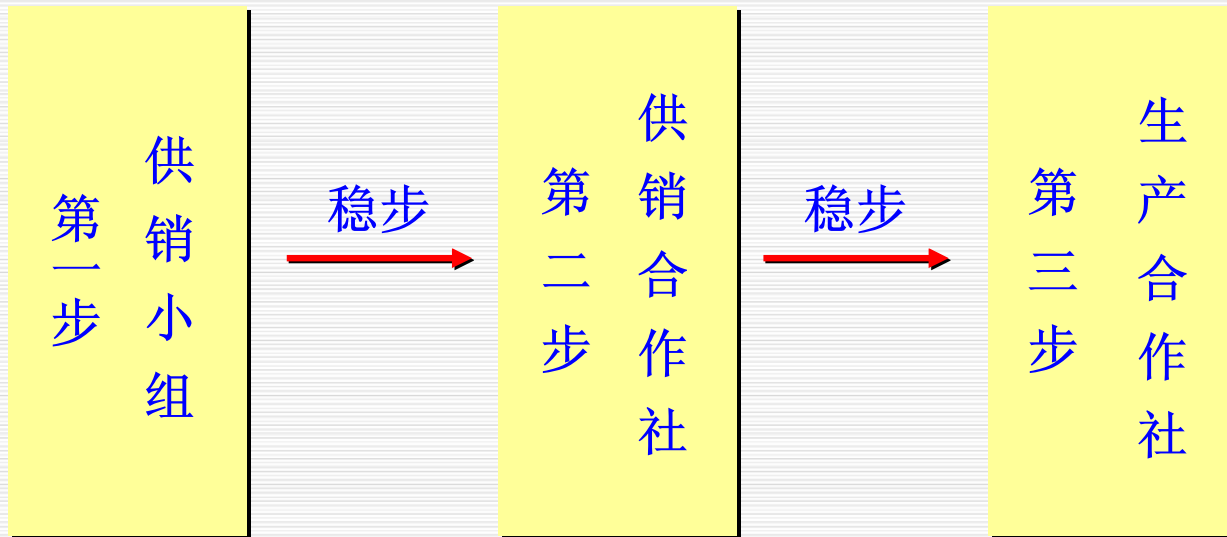 第一步
供销小组
稳步
第二步
供销合作社
稳步
第三步
生产合作社